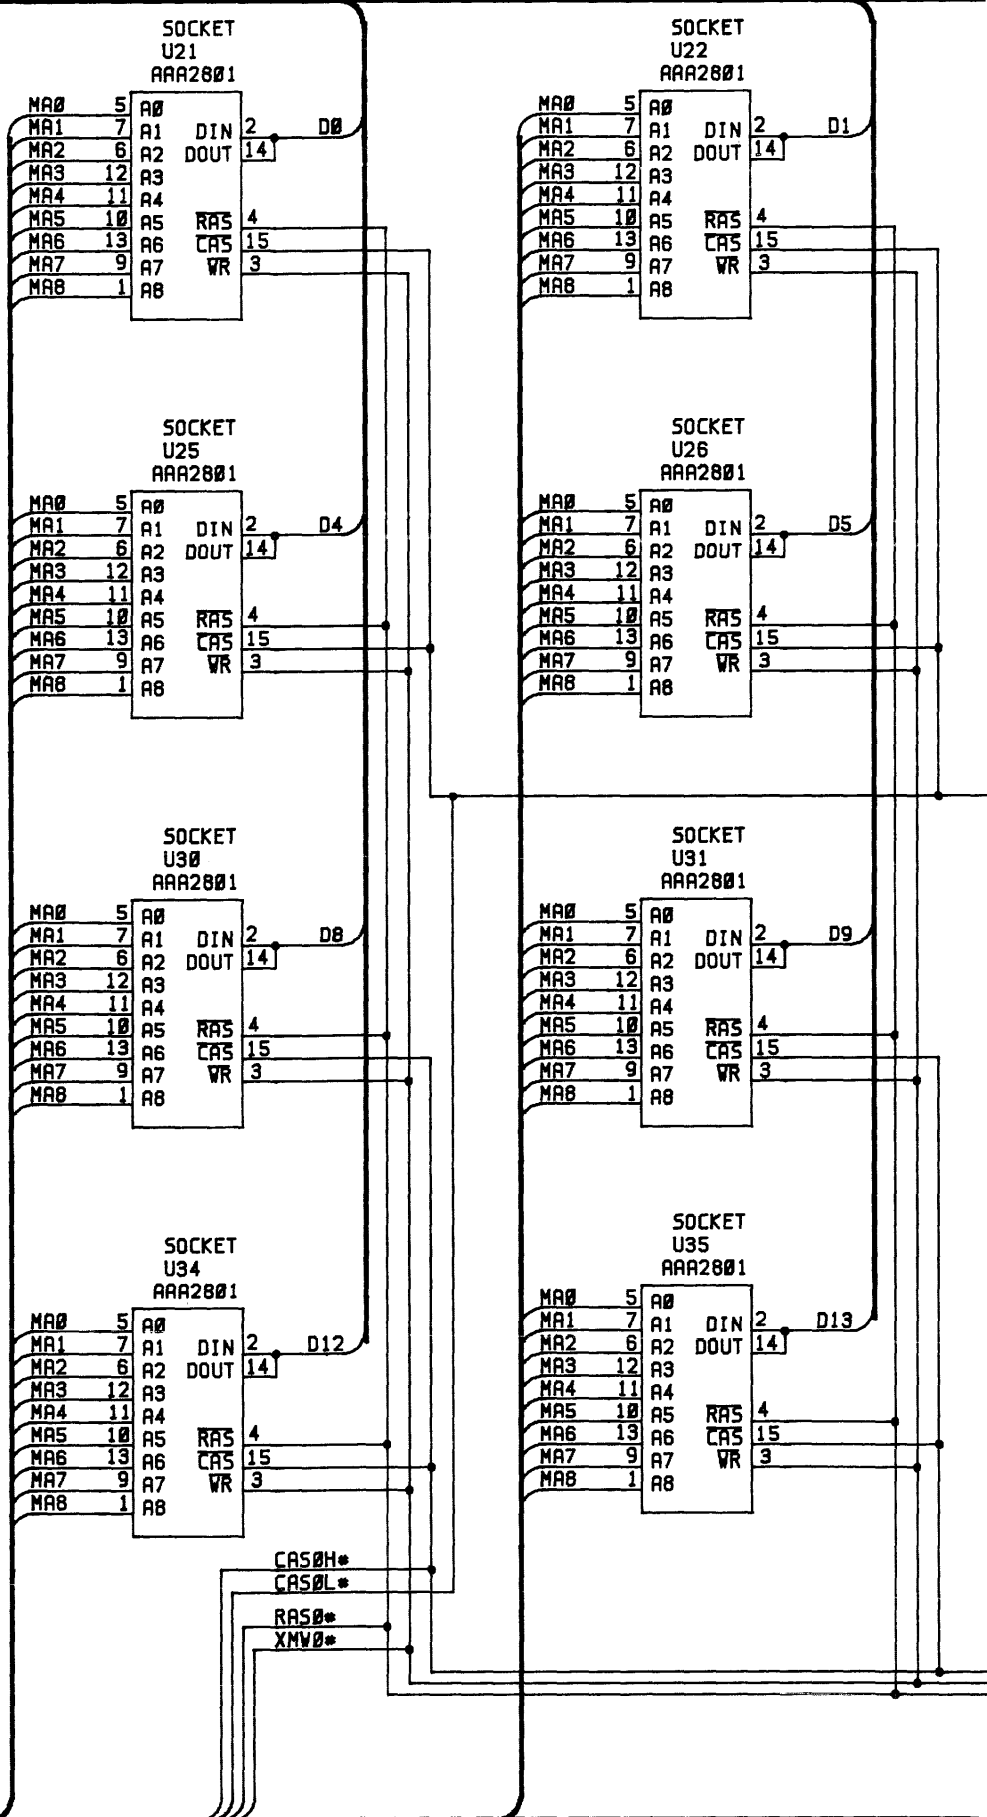 SOCKET
U21
AAA2801
MA0 5 A0
MA1 7 A1 DIN 2 D0
MA2 6 A2 DOUT 14
MA3 12 A3
MA4 11 A4
MA5 10 A5 RAS 4
MA6 13 A6 CAS 15
MA7 9 A7 WR 3
MA8 1 A8
SOCKET
U22
AAA2801
MA0 5 A0
MA1 7 A1 DIN 2 D1
MA2 6 A2 DOUT 14
MA3 12 A3
MA4 11 A4
MA5 10 A5 RAS 4
MA6 13 A6 CAS 15
MA7 9 A7 WR 3
MA8 1 A8
SOCKET
U25
AAA2801
MA0 5 A0
MA1 7 A1 DIN 2 D4
MA2 6 A2 DOUT 14
MA3 12 A3
MA4 11 A4
MA5 10 A5 RAS 4
MA6 13 A6 CAS 15
MA7 9 A7 WR 3
MA8 1 A8
SOCKET
U26
AAA2801
MA0 5 A0
MA1 7 A1 DIN 2 D5
MA2 6 A2 DOUT 14
MA3 12 A3
MA4 11 A4
MA5 10 A5 RAS 4
MA6 13 A6 CAS 15
MA7 9 A7 WR 3
MA8 1 A8
SOCKET
U30
AAA2801
MA0 5 A0
MA1 7 A1 DIN 2 D8
MA2 6 A2 DOUT 14
MA3 12 A3
MA4 11 A4
MA5 10 A5 RAS 4
MA6 13 A6 CAS 15
MA7 9 A7 WR 3
MA8 1 A8
SOCKET
U31
AAA2801
MA0 5 A0
MA1 7 A1 DIN 2 D9
MA2 6 A2 DOUT 14
MA3 12 A3
MA4 11 A4
MA5 10 A5 RAS 4
MA6 13 A6 CAS 15
MA7 9 A7 WR 3
MA8 1 A8
SOCKET
U34
AAA2801
MA0 5 A0
MA1 7 A1 DIN 2 D12
MA2 6 A2 DOUT 14
MA3 12 A3
MA4 11 A4
MA5 10 A5 RAS 4
MA6 13 A6 CAS 15
MA7 9 A7 WR 3
MA8 1 A8
SOCKET
U35
AAA2801
MA0 5 A0
MA1 7 A1 DIN 2 D13
MA2 6 A2 DOUT 14
MA3 12 A3
MA4 11 A4
MA5 10 A5 RAS 4
MA6 13 A6 CAS 15
MA7 9 A7 WR 3
MA8 1 A8
CAS0H*
CAS0L*
RAS0*
XMW0*